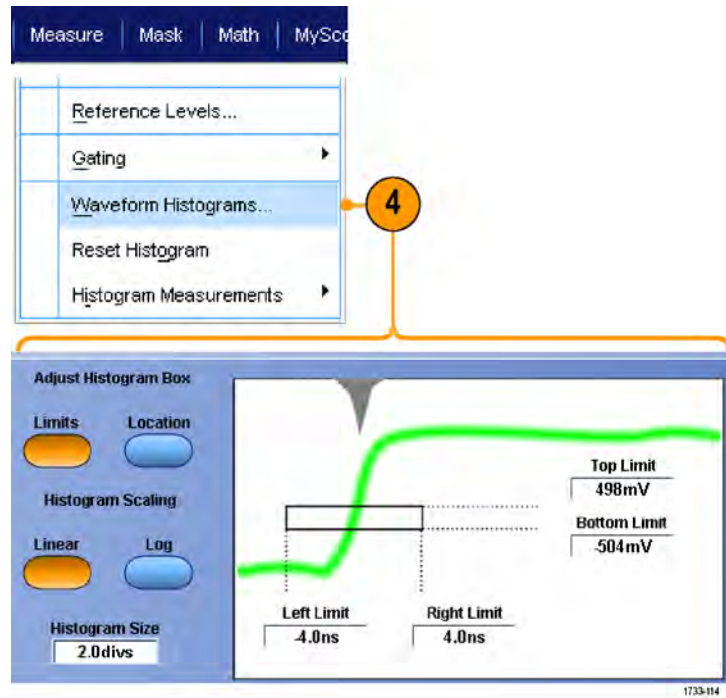 Measure | Mask | Math | MySco
Reference Levels...
Gating
Waveform Histograms...
4
Reset Histogram
Histogram Measurements
Adjust Histogram Box
Limits Location
Histogram Scaling
Linear Log
Histogram Size
2.0divs
Top Limit
498mV
Bottom Limit
-504mV
Left Limit Right Limit
-4.0ns 4.0ns
1733-114